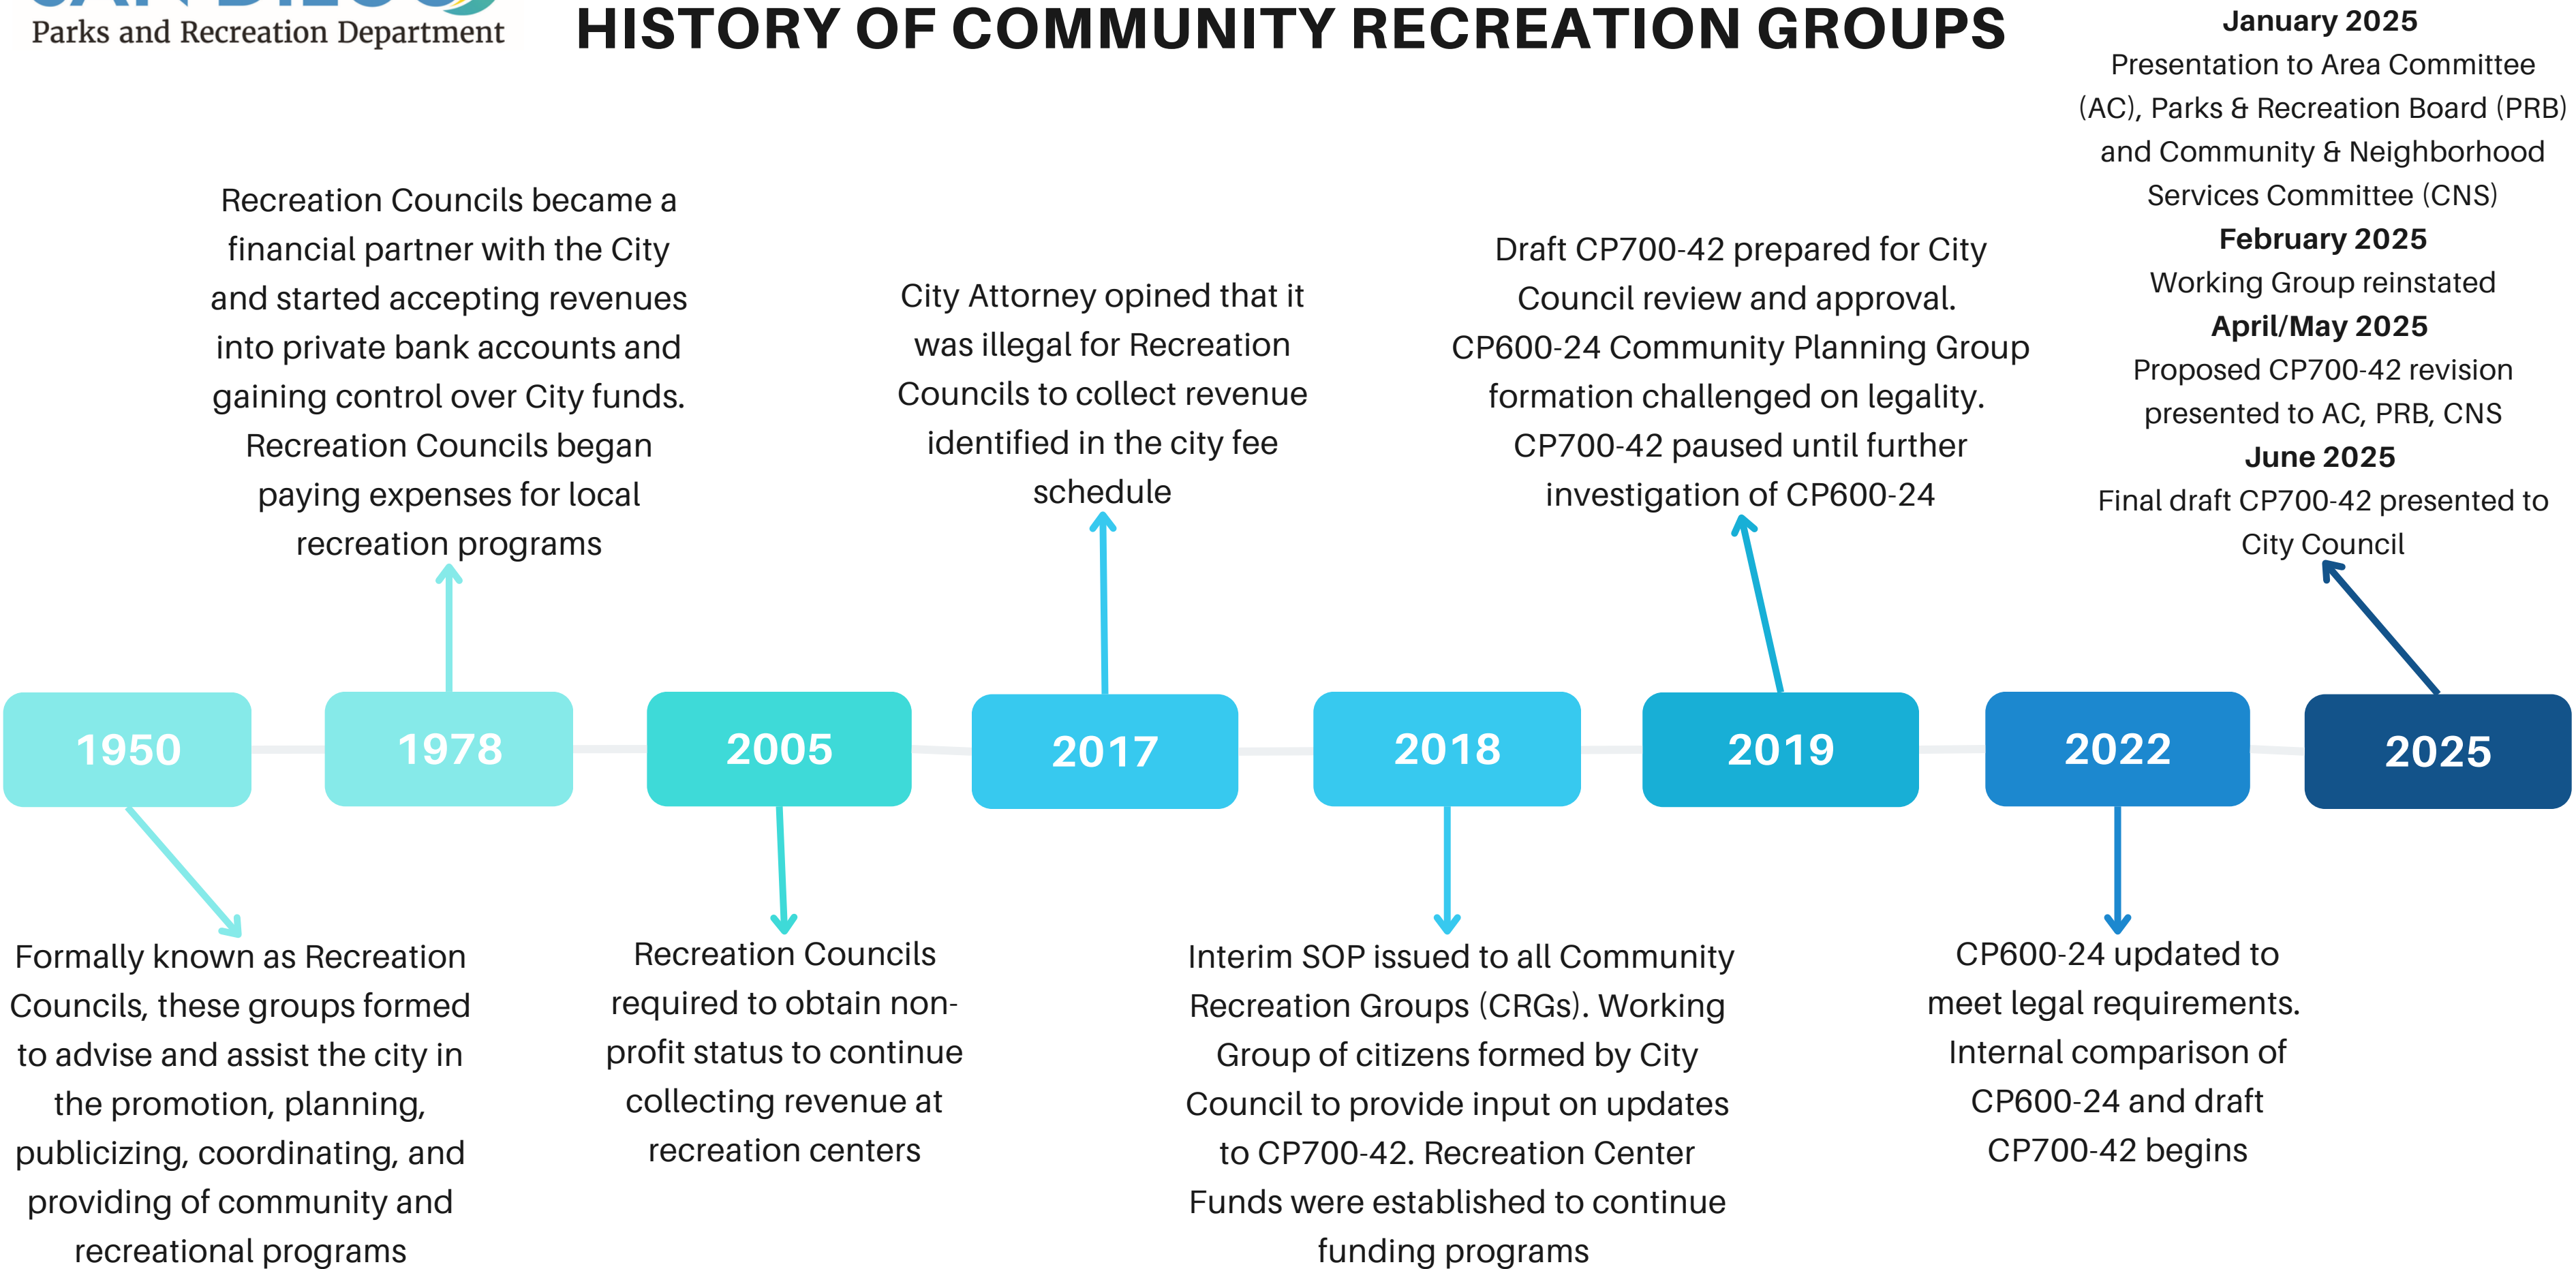 SAN DIEGO
Parks and Recreation Department
HISTORY OF COMMUNITY RECREATION GROUPS
January 2025
Presentation to Area Committee
(AC), Parks & Recreation Board (PRB)
and Community & Neighborhood
Services Committee (CNS)
February 2025
Working Group reinstated
April/May 2025
Proposed CP700-42 revision
presented to AC, PRB, CNS
June 2025
Final draft CP700-42 presented to
City Council
Recreation Councils became a
financial partner with the City
and started accepting revenues
into private bank accounts and
gaining control over City funds.
Recreation Councils began
paying expenses for local
recreation programs
City Attorney opined that it
was illegal for Recreation
Councils to collect revenue
identified in the city fee
schedule
Draft CP700-42 prepared for City
Council review and approval.
CP600-24 Community Planning Group
formation challenged on legality.
CP700-42 paused until further
investigation of CP600-24
1950
1978
2005
2017
2018
2019
2022
2025
Formally known as Recreation
Councils, these groups formed
to advise and assist the city in
the promotion, planning,
publicizing, coordinating, and
providing of community and
recreational programs
Recreation Councils
required to obtain non-
profit status to continue
collecting revenue at
recreation centers
Interim SOP issued to all Community
Recreation Groups (CRGs). Working
Group of citizens formed by City
Council to provide input on updates
to CP700-42. Recreation Center
Funds were established to continue
funding programs
CP600-24 updated to
meet legal requirements.
Internal comparison of
CP600-24 and draft
CP700-42 begins